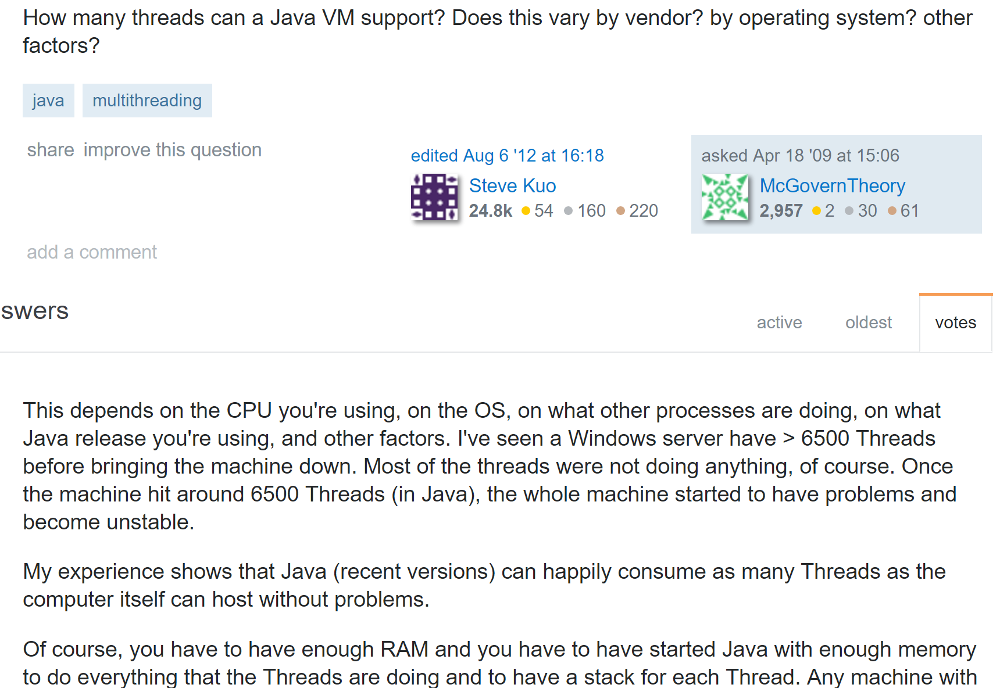 How many threads can a Java VM support? Does this vary by vendor? by operating system? other
factors?
java multithreading
share improve this question
edited Aug 6 '12 at 16:18
Steve Kuo
24.8k 54 160 220
asked Apr 18 '09 at 15:06
McGovernTheory
2,957 2 30 61
add a comment
swers
active oldest votes
This depends on the CPU you're using, on the OS, on what other processes are doing, on what
Java release you're using, and other factors. I've seen a Windows server have > 6500 Threads
before bringing the machine down. Most of the threads were not doing anything, of course. Once
the machine hit around 6500 Threads (in Java), the whole machine started to have problems and
become unstable.
My experience shows that Java (recent versions) can happily consume as many Threads as the
computer itself can host without problems.
Of course, you have to have enough RAM and you have to have started Java with enough memory
to do everything that the Threads are doing and to have a stack for each Thread. Any machine with